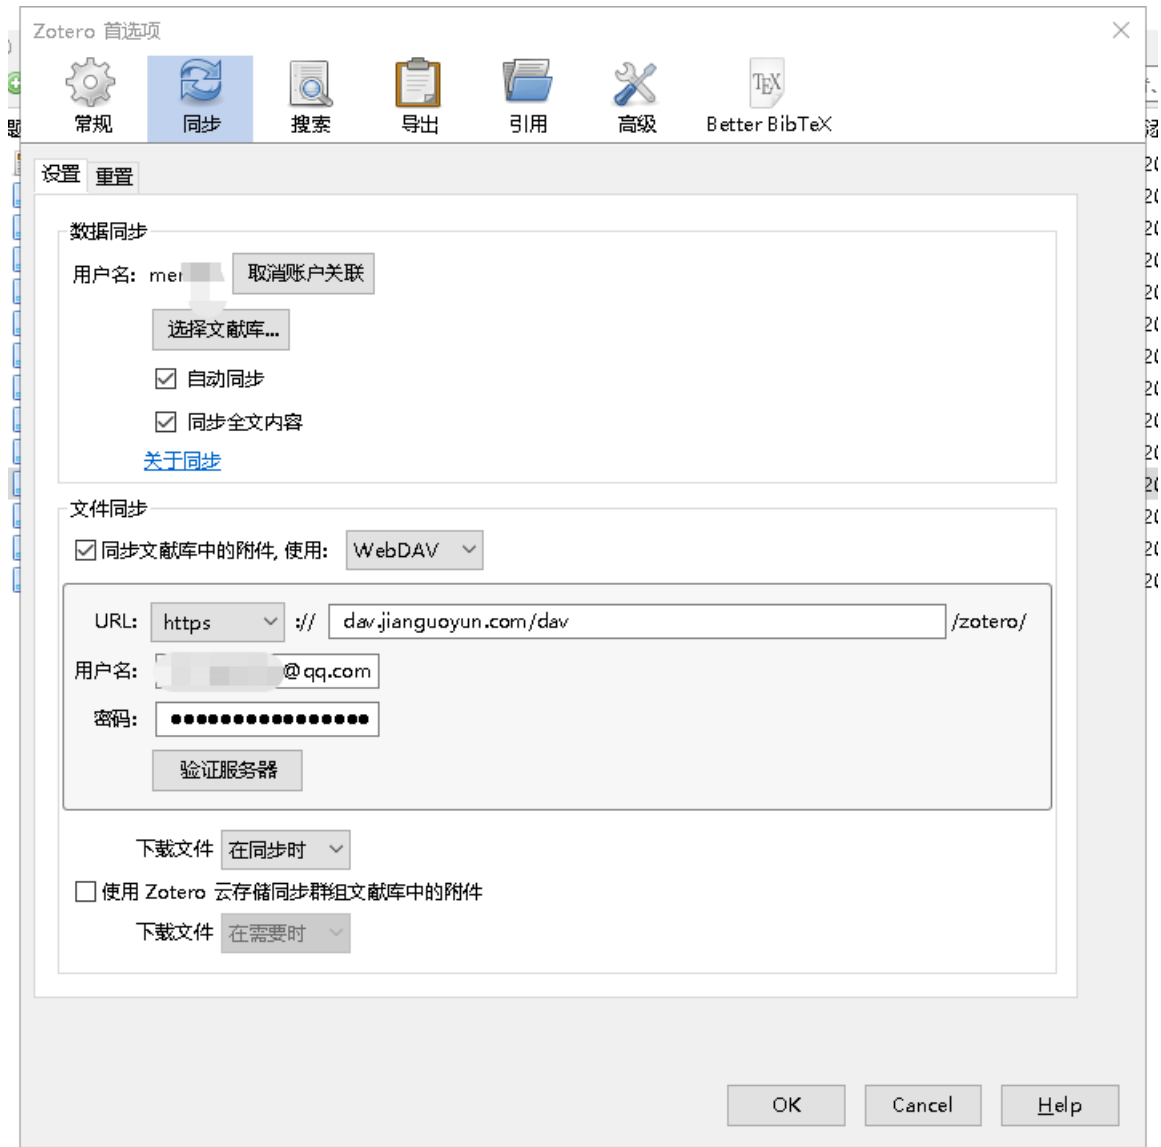 Zotero 首选项
常规 同步 搜索 导出 引用 高级 Better BibTeX
设置 重置
数据同步
用户名: mer 取消账户关联
选择文献库...
自动同步
同步全文内容
关于同步
文件同步
同步文献库中的附件, 使用: WebDAV
URL: https :// dav.jianguoyun.com/dav /zotero/
用户名: @qq.com
密码: ●●●●●●●●●●●●●●●●
验证服务器
下载文件 在同步时
使用 Zotero 云存储同步群组文献库中的附件
下载文件 在需要时
OK Cancel Help